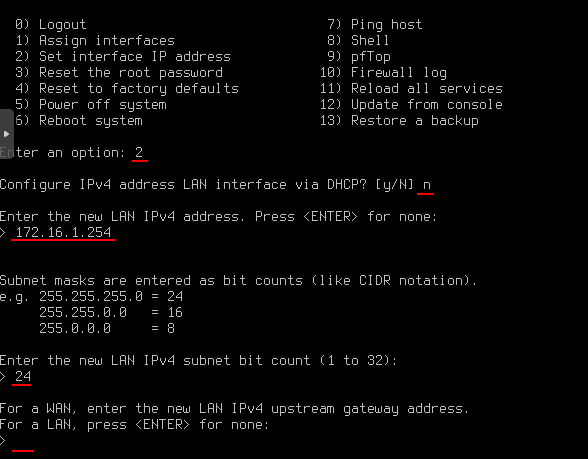 0) Logout 7) Ping host
1) Assign interfaces 8) Shell
2) Set interface IP address 9) pfTop
3) Reset the root password 10) Firewall log
4) Reset to factory defaults 11) Reload all services
5) Power off system 12) Update from console
6) Reboot system 13) Restore a backup
Enter an option: 2
Configure IPv4 address LAN interface via DHCP? [y/N] n
Enter the new LAN IPv4 address. Press <ENTER> for none:
> 172.16.1.254
Subnet masks are entered as bit counts (like CIDR notation).
e.g. 255.255.255.0 = 24
255.255.0.0 = 16
255.0.0.0 = 8
Enter the new LAN IPv4 subnet bit count (1 to 32):
> 24
For a WAN, enter the new LAN IPv4 upstream gateway address.
For a LAN, press <ENTER> for none:
>